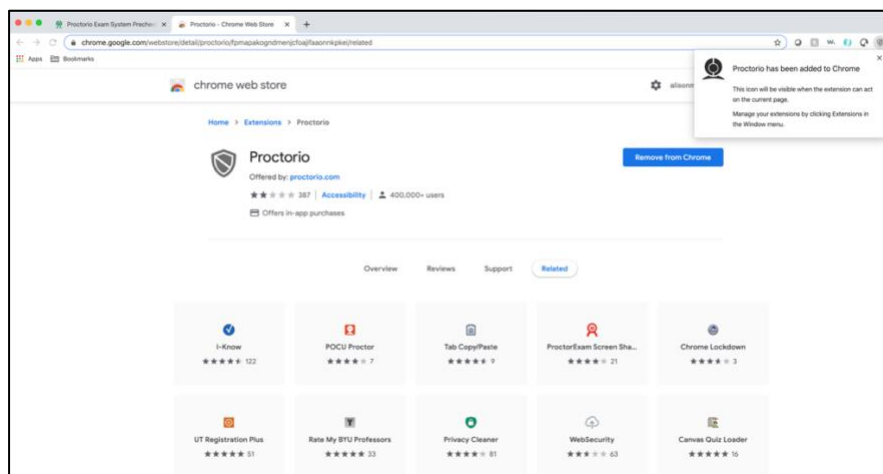 Proctorio Exam System Preche
Proctorio - Chrome Web Store
chrome.google.com/webstore/detail/proctorio/fpmapakogndmenjcfoajifaaonnkpkei/related
Apps
Bookmarks
chrome web store
Proctorio has been added to Chrome
This icon will be visible when the extension can act
on the current page.
Manage your extensions by clicking Extensions in
the Window menu.
Home > Extensions > Proctorio
Proctorio
Remove from Chrome
Offered by: proctorio.com
387 | Accessibility | 400,000+ users
Offers in-app purchases
Overview
Reviews
Support
Related
I-Know
122
POCU Proctor
7
Tab Copy/Paste
9
ProctorExam Screen Sha...
21
Chrome Lockdown
3
UT Registration Plus
51
Rate My BYU Professors
33
Privacy Cleaner
81
WebSecurity
63
Canvas Quiz Loader
16